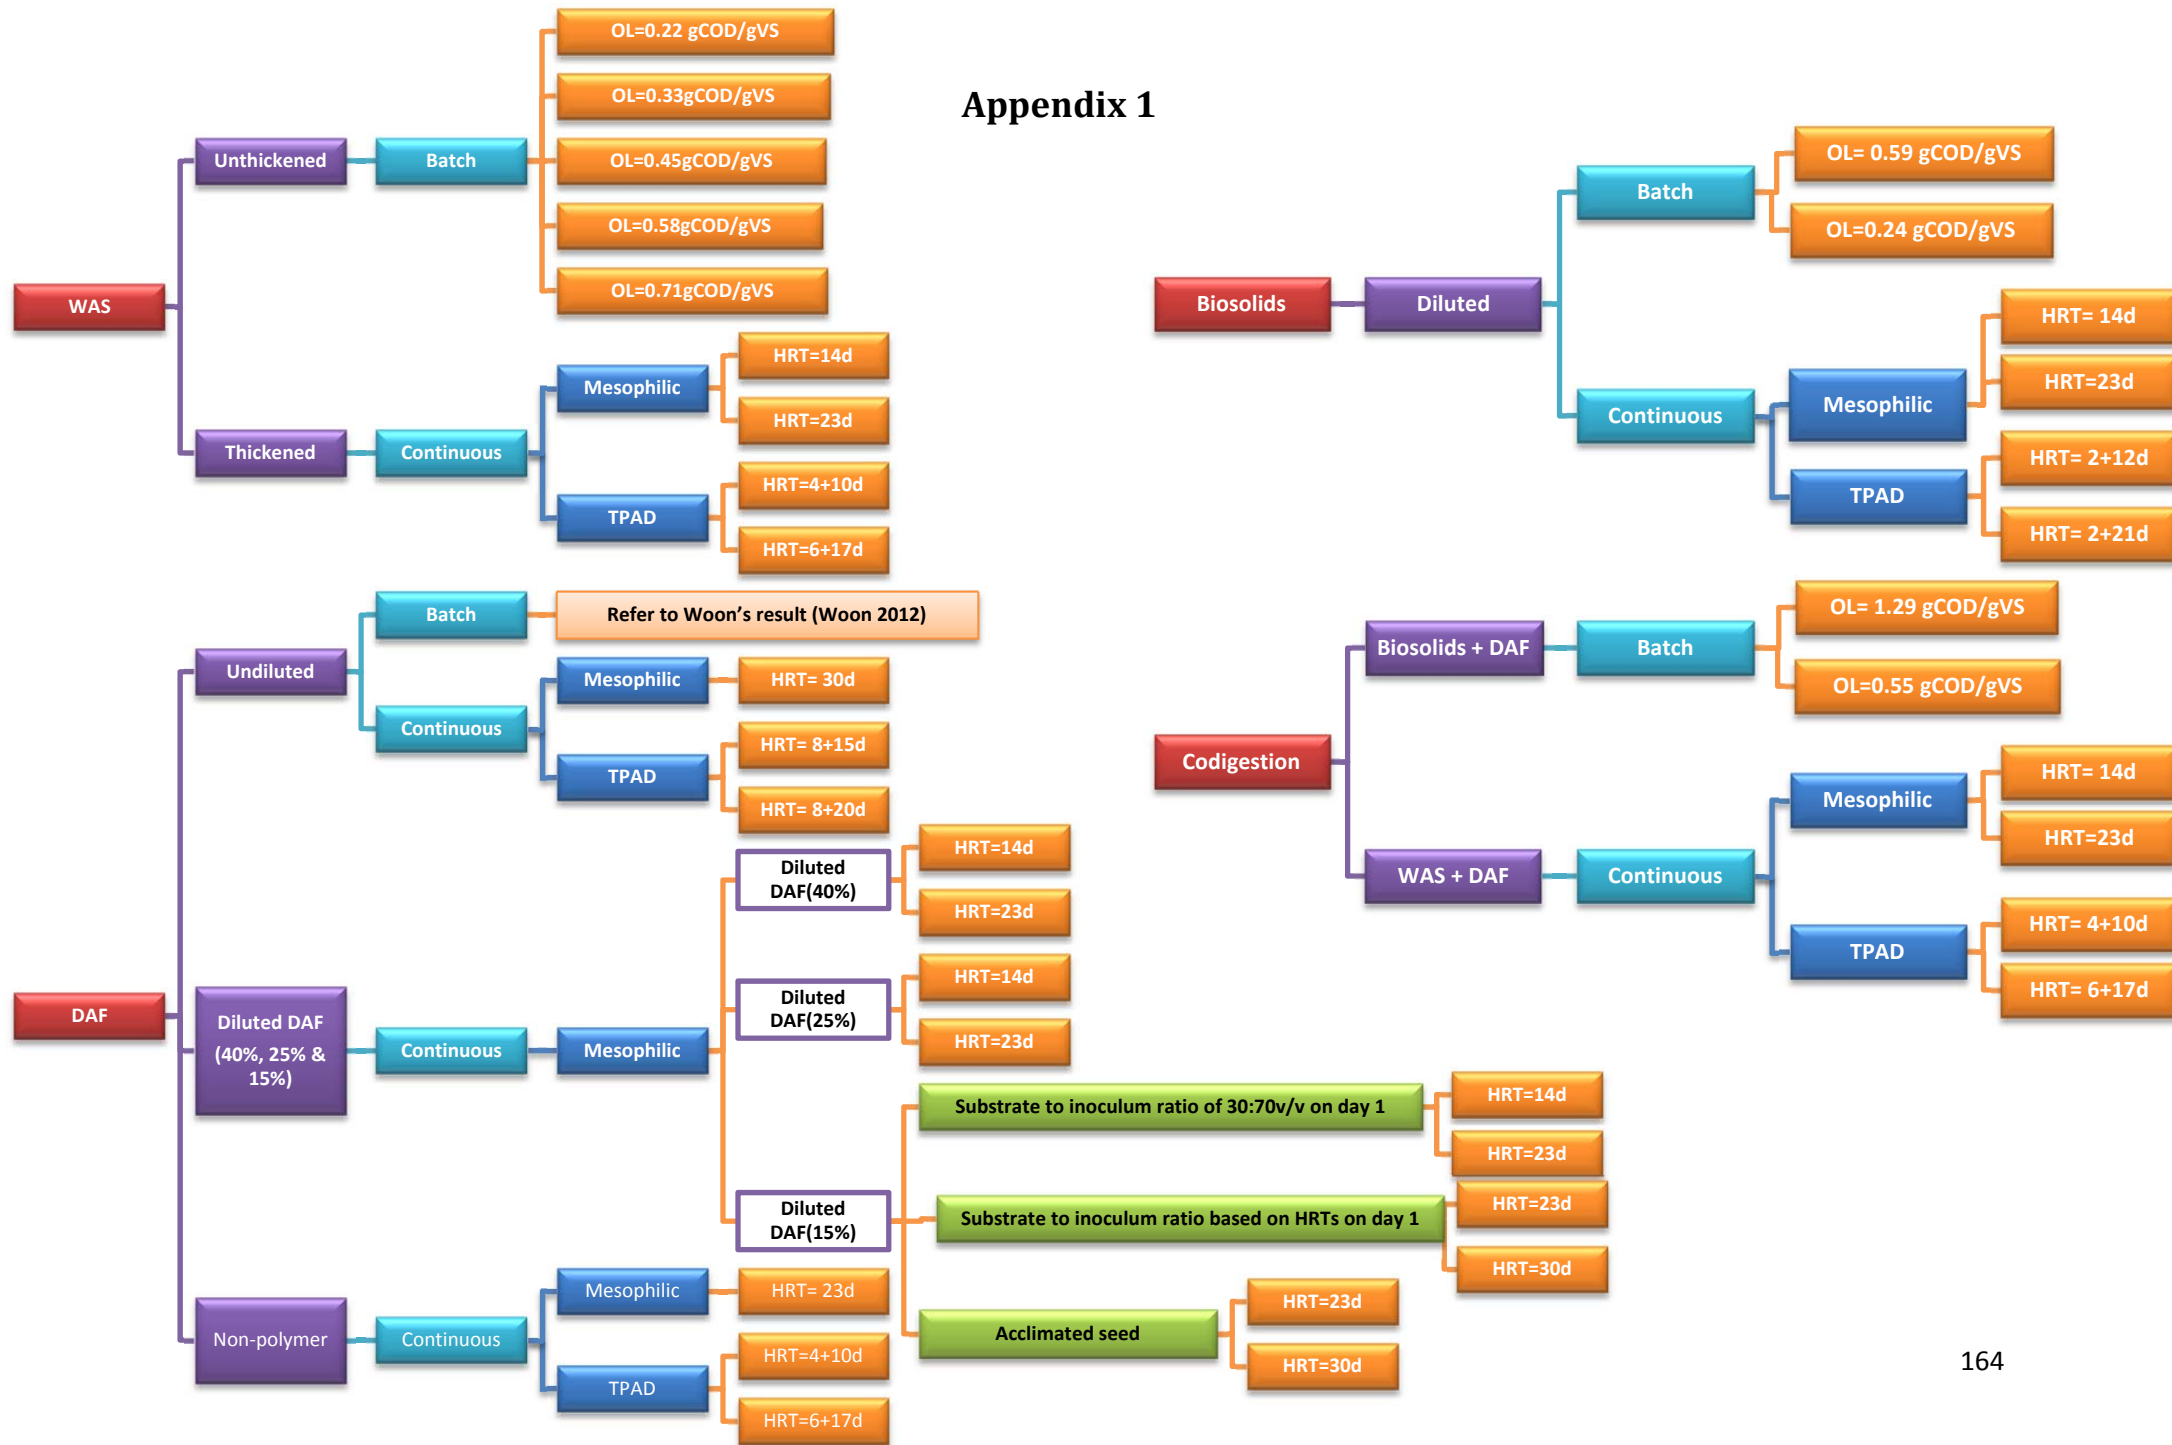 Appendix 1
WAS
Unthickened
Batch
OL=0.22 gCOD/gVS
OL=0.33gCOD/gVS
OL=0.45gCOD/gVS
OL=0.58gCOD/gVS
OL=0.71gCOD/gVS
Thickened
Continuous
Mesophilic
HRT=14d
HRT=23d
TPAD
HRT=4+10d
HRT=6+17d
DAF
Undiluted
Batch
Refer to Woon’s result (Woon 2012)
Continuous
Mesophilic
HRT= 30d
TPAD
HRT= 8+15d
HRT= 8+20d
Diluted DAF
(40%, 25% &
15%)
Continuous
Mesophilic
Diluted
DAF(40%)
HRT=14d
HRT=23d
Diluted
DAF(25%)
HRT=14d
HRT=23d
Diluted
DAF(15%)
Substrate to inoculum ratio of 30:70v/v on day 1
HRT=14d
HRT=23d
Substrate to inoculum ratio based on HRTs on day 1
HRT=23d
HRT=30d
Acclimated seed
HRT=23d
HRT=30d
Non-polymer
Continuous
Mesophilic
HRT= 23d
TPAD
HRT=4+10d
HRT=6+17d
Biosolids
Diluted
Batch
OL= 0.59 gCOD/gVS
OL=0.24 gCOD/gVS
Continuous
Mesophilic
HRT= 14d
HRT=23d
TPAD
HRT= 2+12d
HRT= 2+21d
Codigestion
Biosolids + DAF
Batch
OL= 1.29 gCOD/gVS
OL=0.55 gCOD/gVS
WAS + DAF
Continuous
Mesophilic
HRT= 14d
HRT=23d
TPAD
HRT= 4+10d
HRT= 6+17d
164